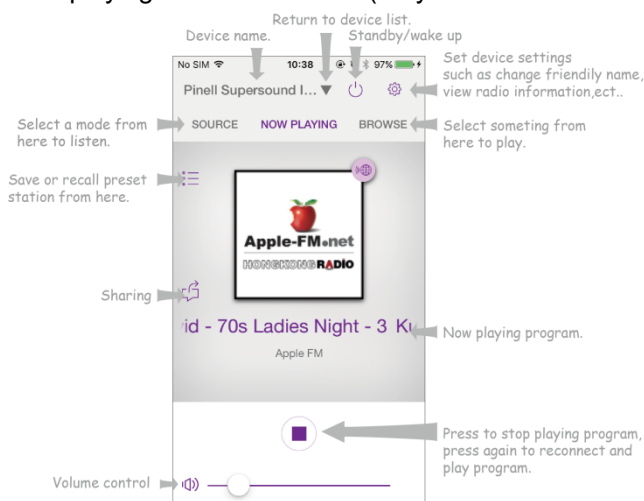 Return to device list.
Device name.
Standby/wake up
No SIM
10:38
97%
Set device settings
such as change friendily name,
view radio information,ect..
Pinell Supersound I... ▼
Select a mode from
here to listen.
SOURCE
NOW PLAYING
BROWSE
Select someting from
here to play.
Save or recall preset
station from here.
Apple-FM.net
HONGKONG RADIO
Sharing
id - 70s Ladies Night - 3 Ku
Now playing program.
Apple FM
Press to stop playing program,
press again to reconnect and
play program.
Volume control